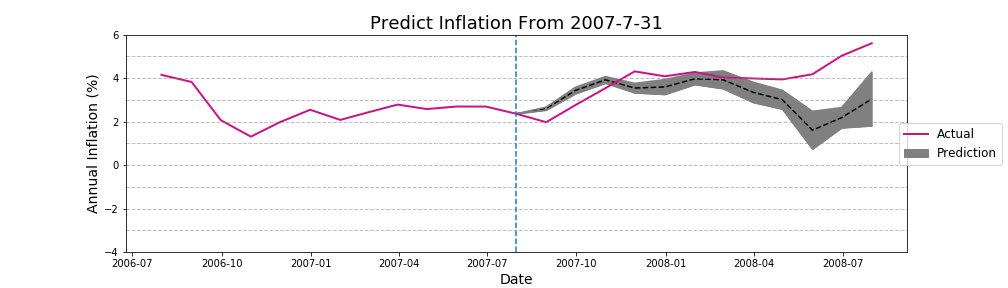 Predict Inflation From 2007-7-31
Annual Inflation (%)
6
4
2
0
−2
−4
2006-07 2006-10 2007-01 2007-04 2007-07 2007-10 2008-01 2008-04 2008-07
Date
Actual
Prediction